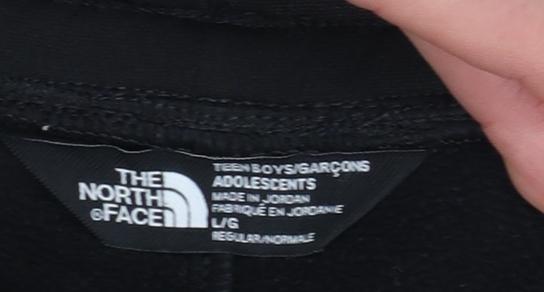 THE
NORTH
®FACE
TEEN BOYS/GARÇONS
ADOLESCENTS
MADE IN JORDAN
FABRIQUÉ EN JORDANIE
L/G
REGULAR/NORMALE